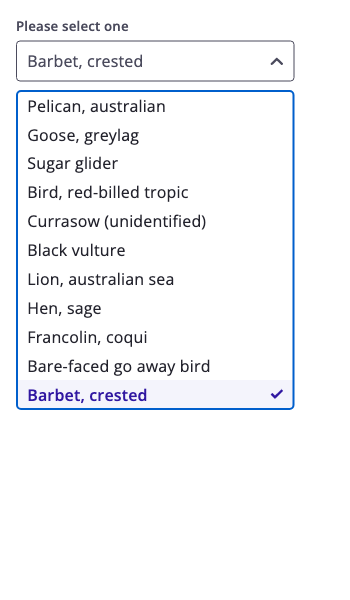 Please select one
Barbet, crested
Pelican, australian
Goose, greylag
Sugar glider
Bird, red-billed tropic
Currasow (unidentified)
Black vulture
Lion, australian sea
Hen, sage
Francolin, coqui
Bare-faced go away bird
Barbet, crested